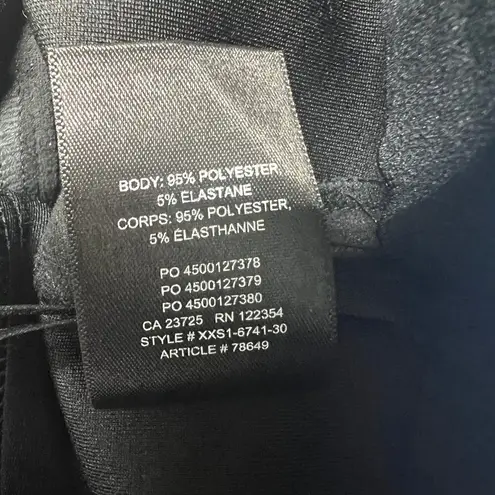 BODY: 95% POLYESTER
5% ELASTANE
CORPS: 95% POLYESTER,
5% ÉLASTHANNE
PO 4500127378
PO 4500127379
PO 4500127380
CA 23725 RN 122354
STYLE # XXS1-6741-30
ARTICLE # 78649